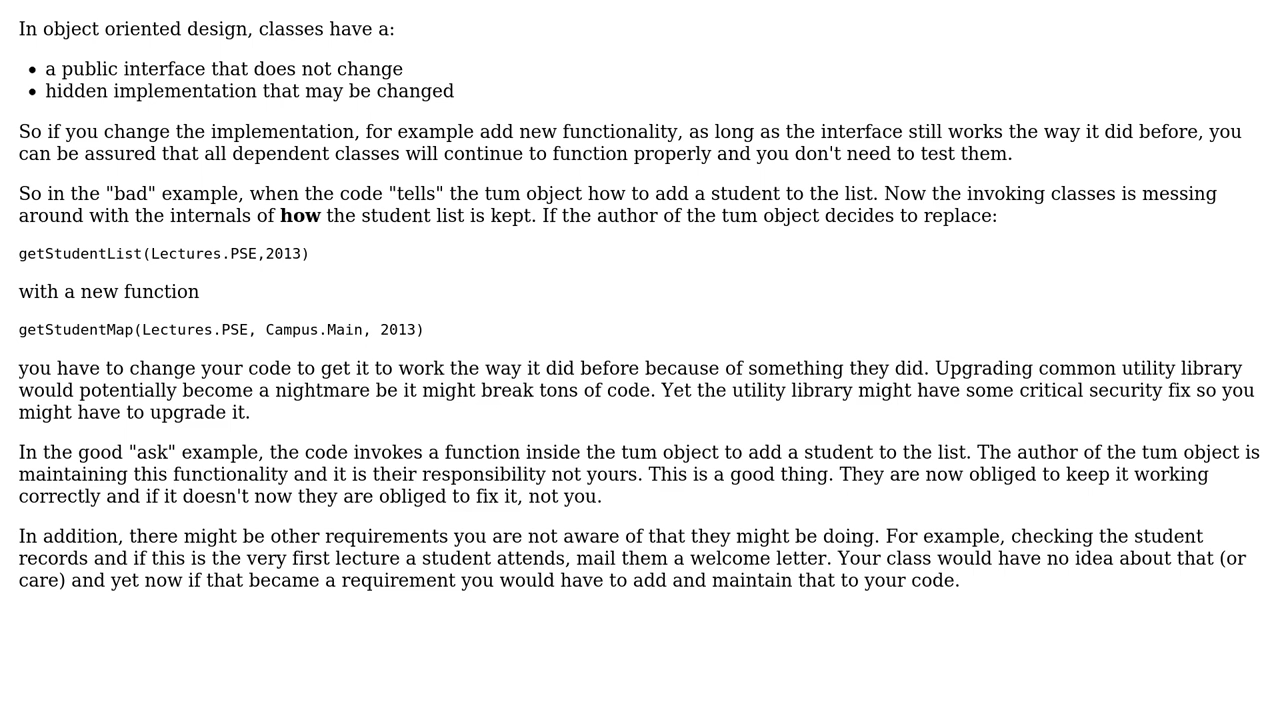 In object oriented design, classes have a:
• a public interface that does not change
• hidden implementation that may be changed
So if you change the implementation, for example add new functionality, as long as the interface still works the way it did before, you
can be assured that all dependent classes will continue to function properly and you don't need to test them.
So in the "bad" example, when the code "tells" the tum object how to add a student to the list. Now the invoking classes is messing
around with the internals of how the student list is kept. If the author of the tum object decides to replace:
getStudentList(Lectures.PSE,2013)
with a new function
getStudentMap(Lectures.PSE, Campus.Main, 2013)
you have to change your code to get it to work the way it did before because of something they did. Upgrading common utility library
would potentially become a nightmare be it might break tons of code. Yet the utility library might have some critical security fix so you
might have to upgrade it.
In the good "ask" example, the code invokes a function inside the tum object to add a student to the list. The author of the tum object is
maintaining this functionality and it is their responsibility not yours. This is a good thing. They are now obliged to keep it working
correctly and if it doesn't now they are obliged to fix it, not you.
In addition, there might be other requirements you are not aware of that they might be doing. For example, checking the student
records and if this is the very first lecture a student attends, mail them a welcome letter. Your class would have no idea about that (or
care) and yet now if that became a requirement you would have to add and maintain that to your code.